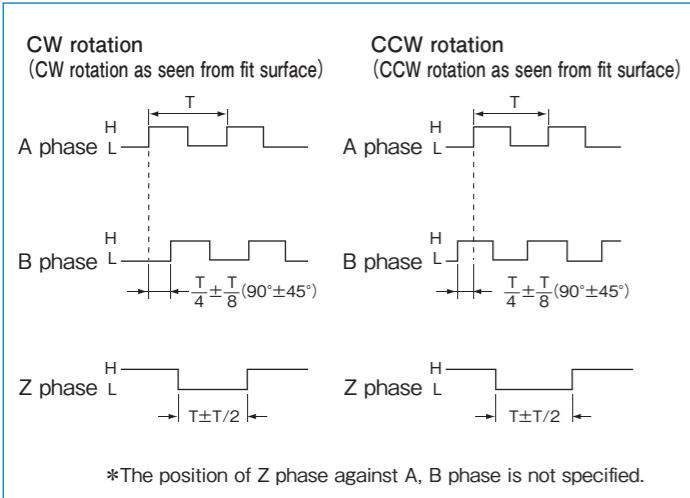 CW rotation
(CW rotation as seen from fit surface)
T
H
A phase L
H
B phase L
T/4±T/8(90°±45°)
H
Z phase L
T±T/2
CCW rotation
(CCW rotation as seen from fit surface)
T
H
A phase L
H
B phase L
T/4±T/8(90°±45°)
H
Z phase L
T±T/2
*The position of Z phase against A, B phase is not specified.